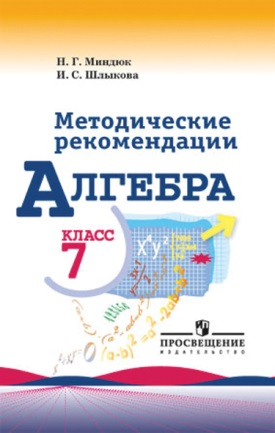 Н. Г. Миндюк
И. С. Шлыкова
Методические
рекомендации
АЛГЕБРА
КЛАСС
7
ПРОСВЕЩЕНИЕ
ИЗДАТЕЛЬСТВО